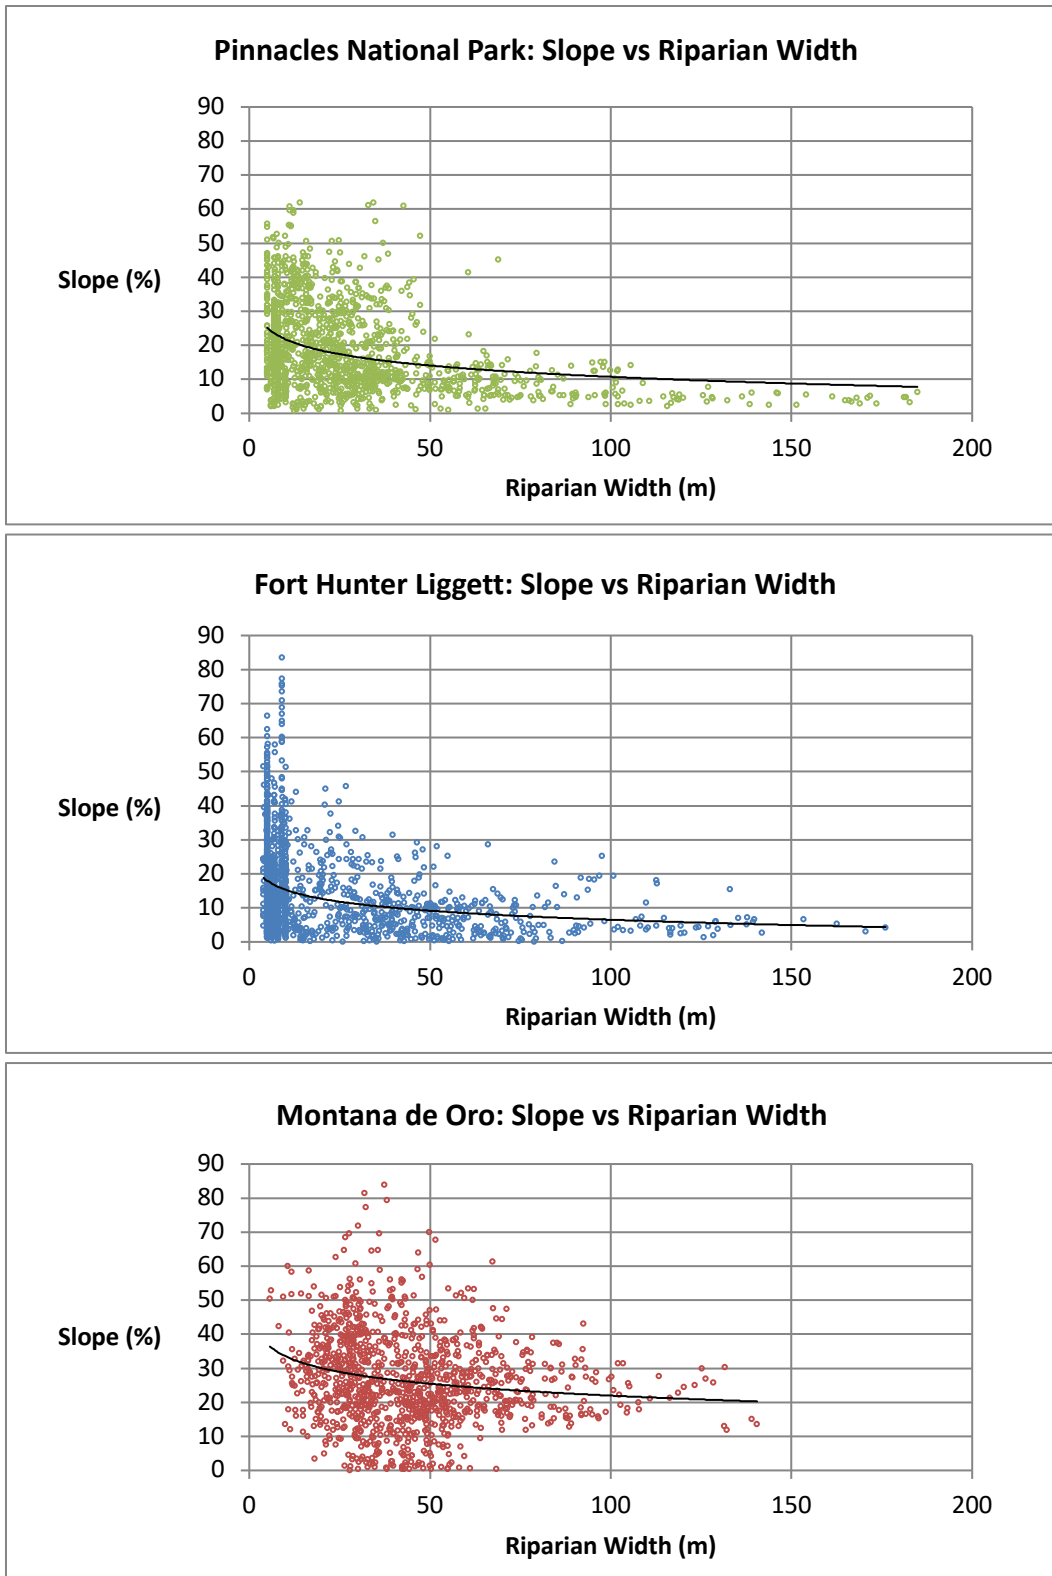 Pinnacles National Park: Slope vs Riparian Width
90
80
70
60
50
Slope (%)
40
30
20
10
0
0 50 100 150 200
Riparian Width (m)
Fort Hunter Liggett: Slope vs Riparian Width
90
80
70
60
50
Slope (%)
40
30
20
10
0
0 50 100 150 200
Riparian Width (m)
Montana de Oro: Slope vs Riparian Width
90
80
70
60
50
Slope (%)
40
30
20
10
0
0 50 100 150 200
Riparian Width (m)